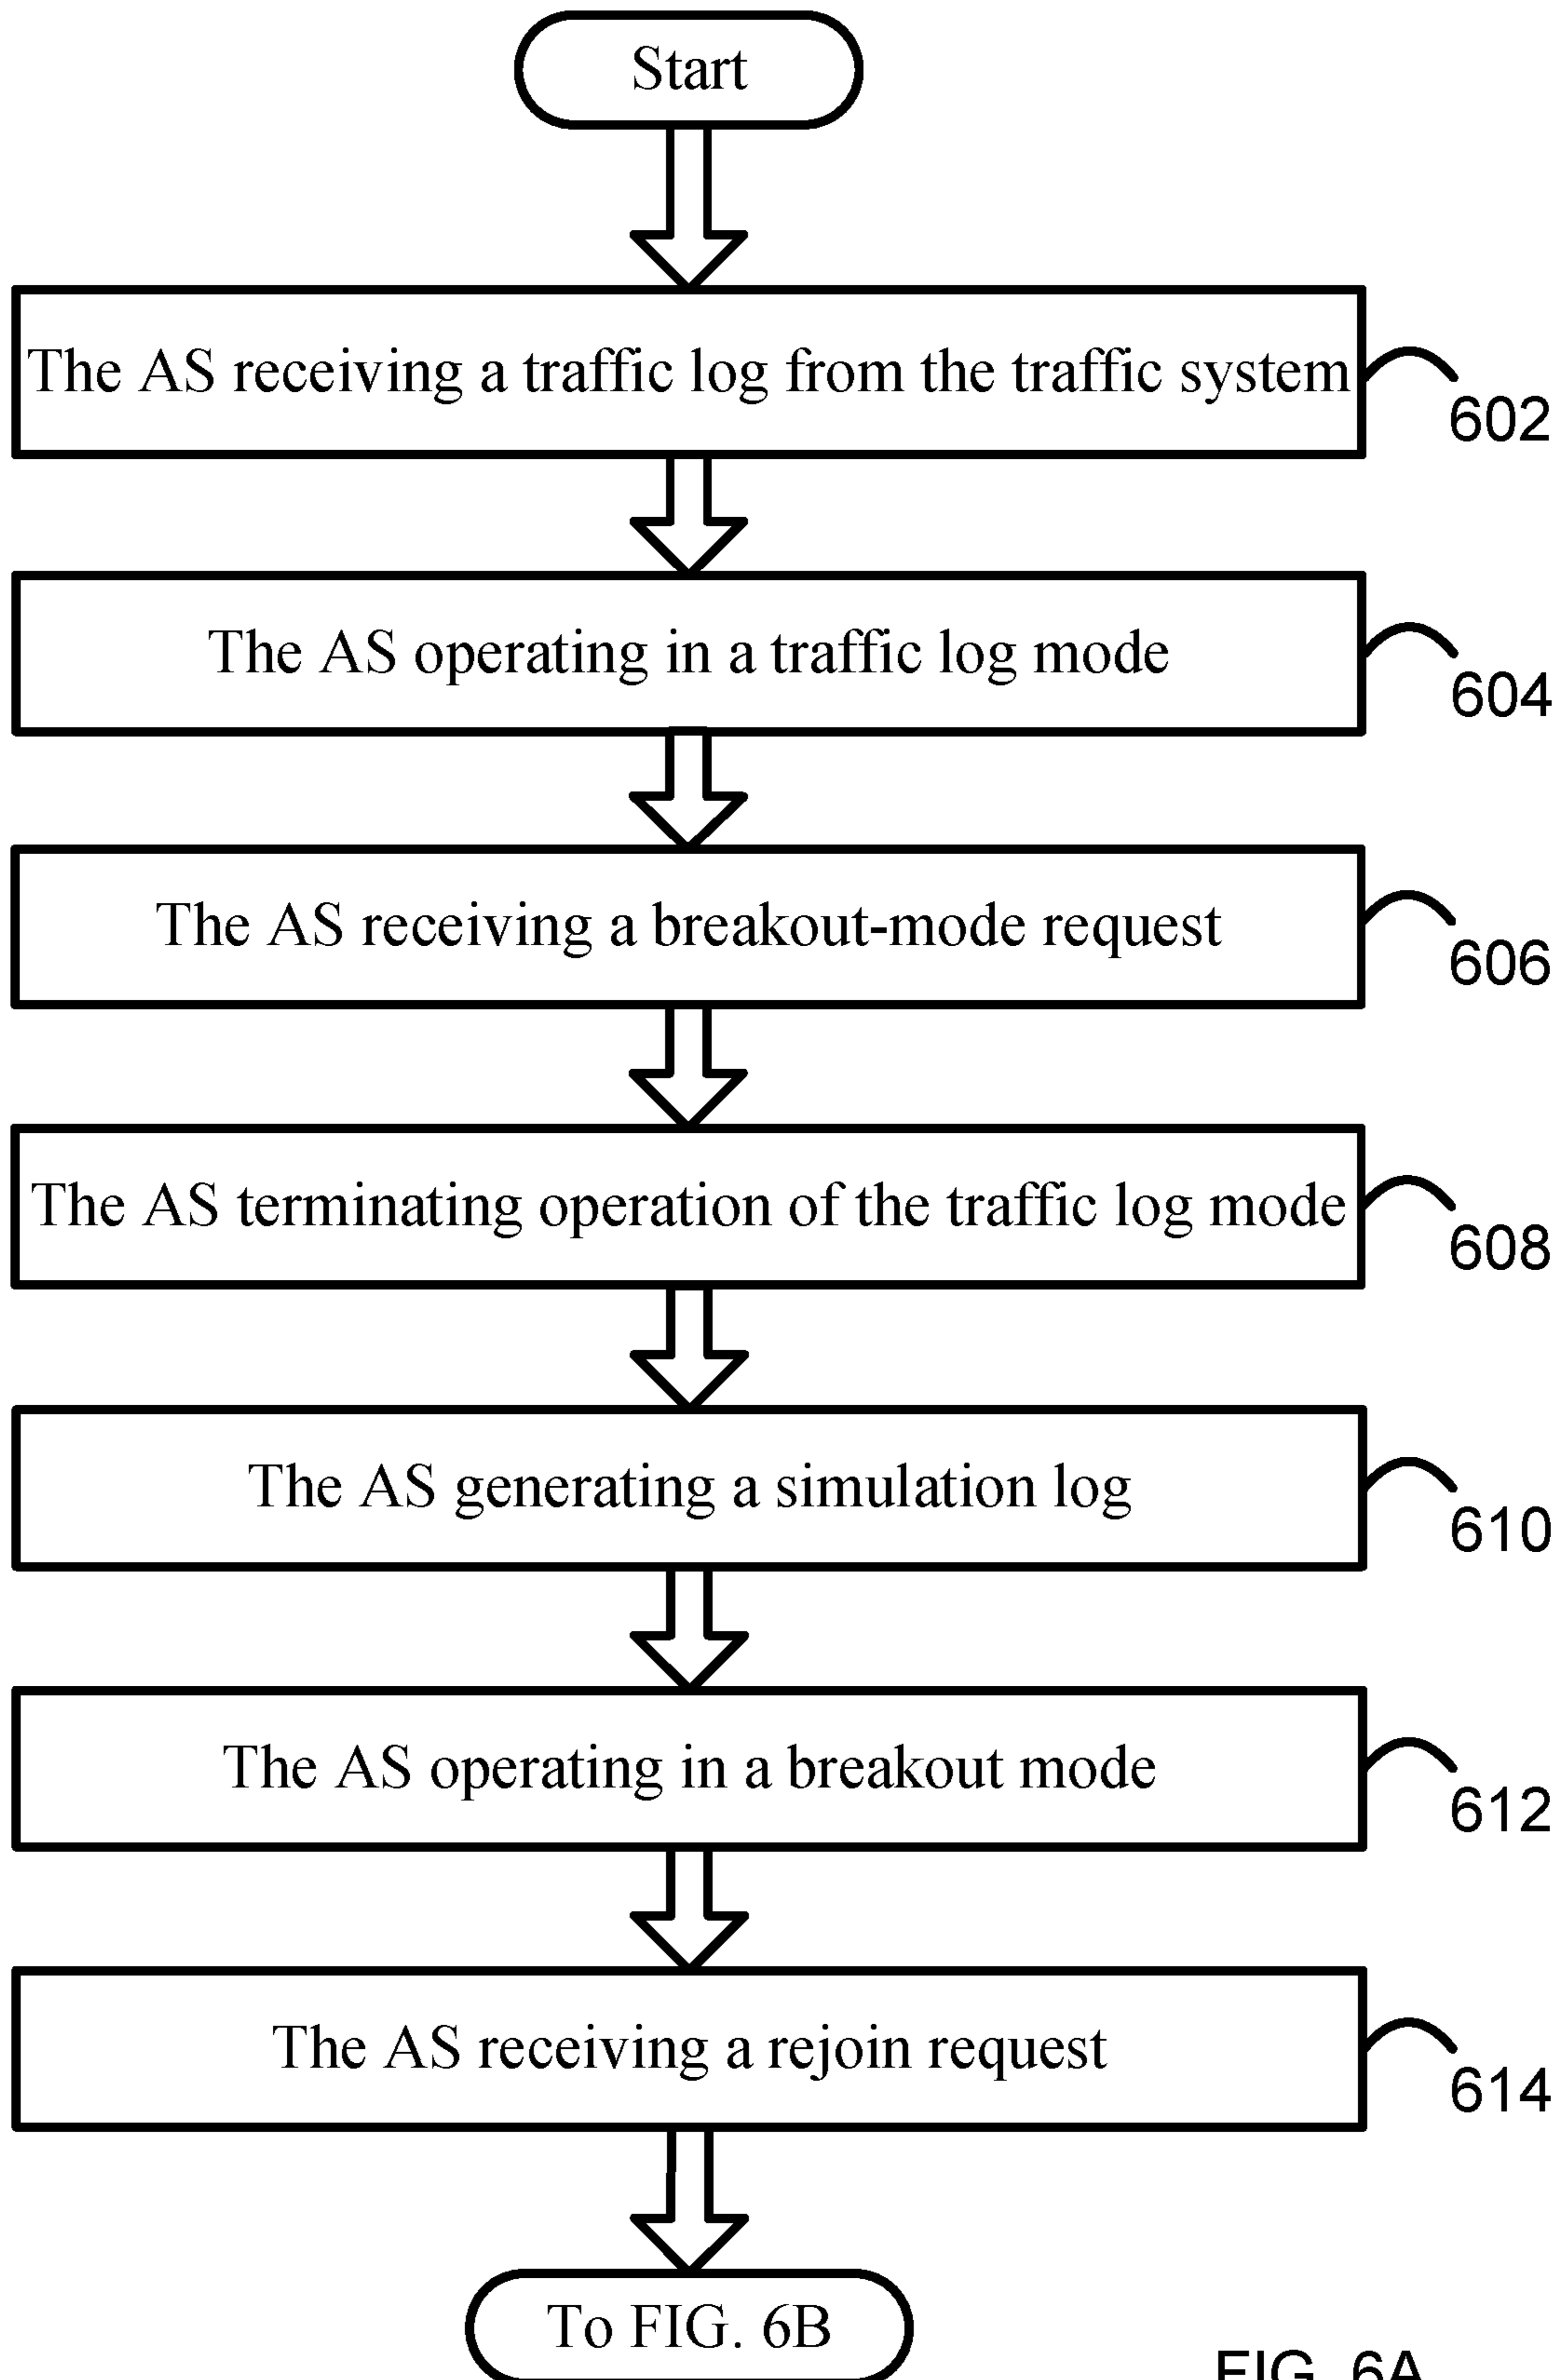 Start
The AS receiving a traffic log from the traffic system
602
The AS operating in a traffic log mode
604
The AS receiving a breakout-mode request
606
The AS terminating operation of the traffic log mode
608
The AS generating a simulation log
610
The AS operating in a breakout mode
612
The AS receiving a rejoin request
614
To FIG. 6B
FIG. 6A